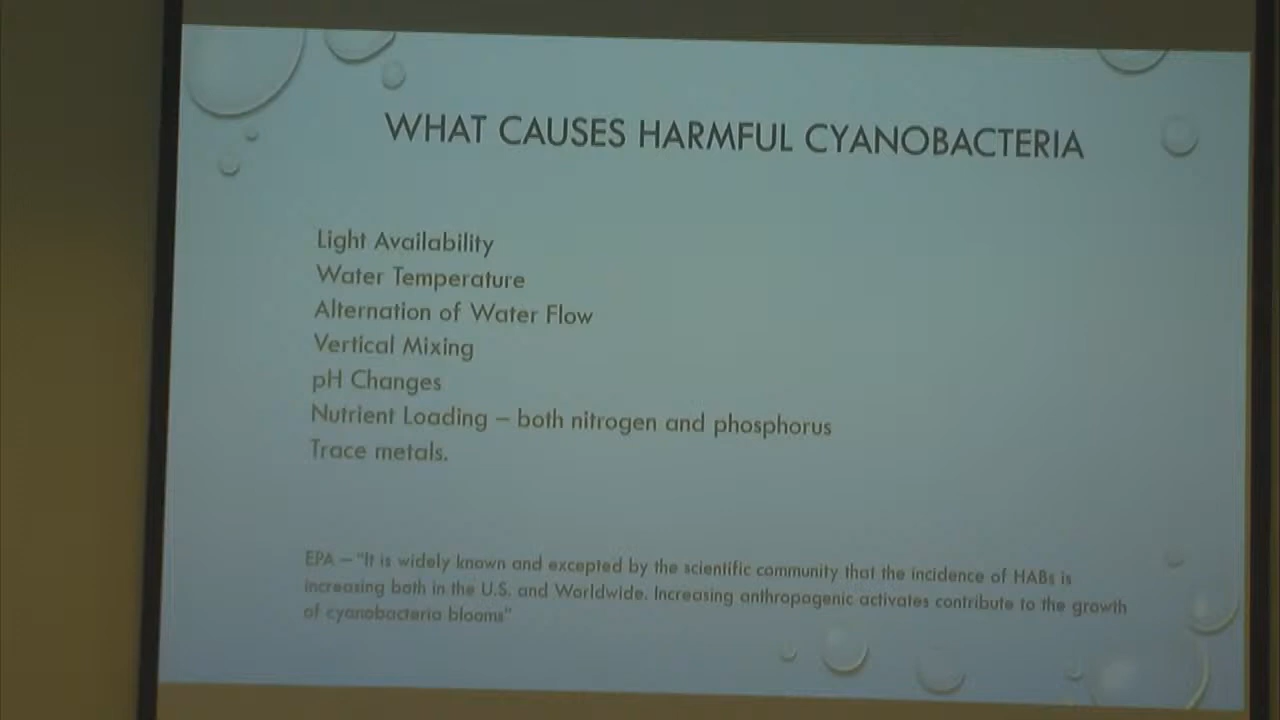 WHAT CAUSES HARMFUL CYANOBACTERIA
Light Availability
Water Temperature
Alternation of Water Flow
Vertical Mixing
pH Changes
Nutrient Loading – both nitrogen and phosphorus
Trace metals.
EPA – "It is widely known and excepted by the scientific community that the incidence of HABs is
increasing both in the U.S. and Worldwide. Increasing anthropogenic activates contribute to the growth
of cyanobacteria blooms"